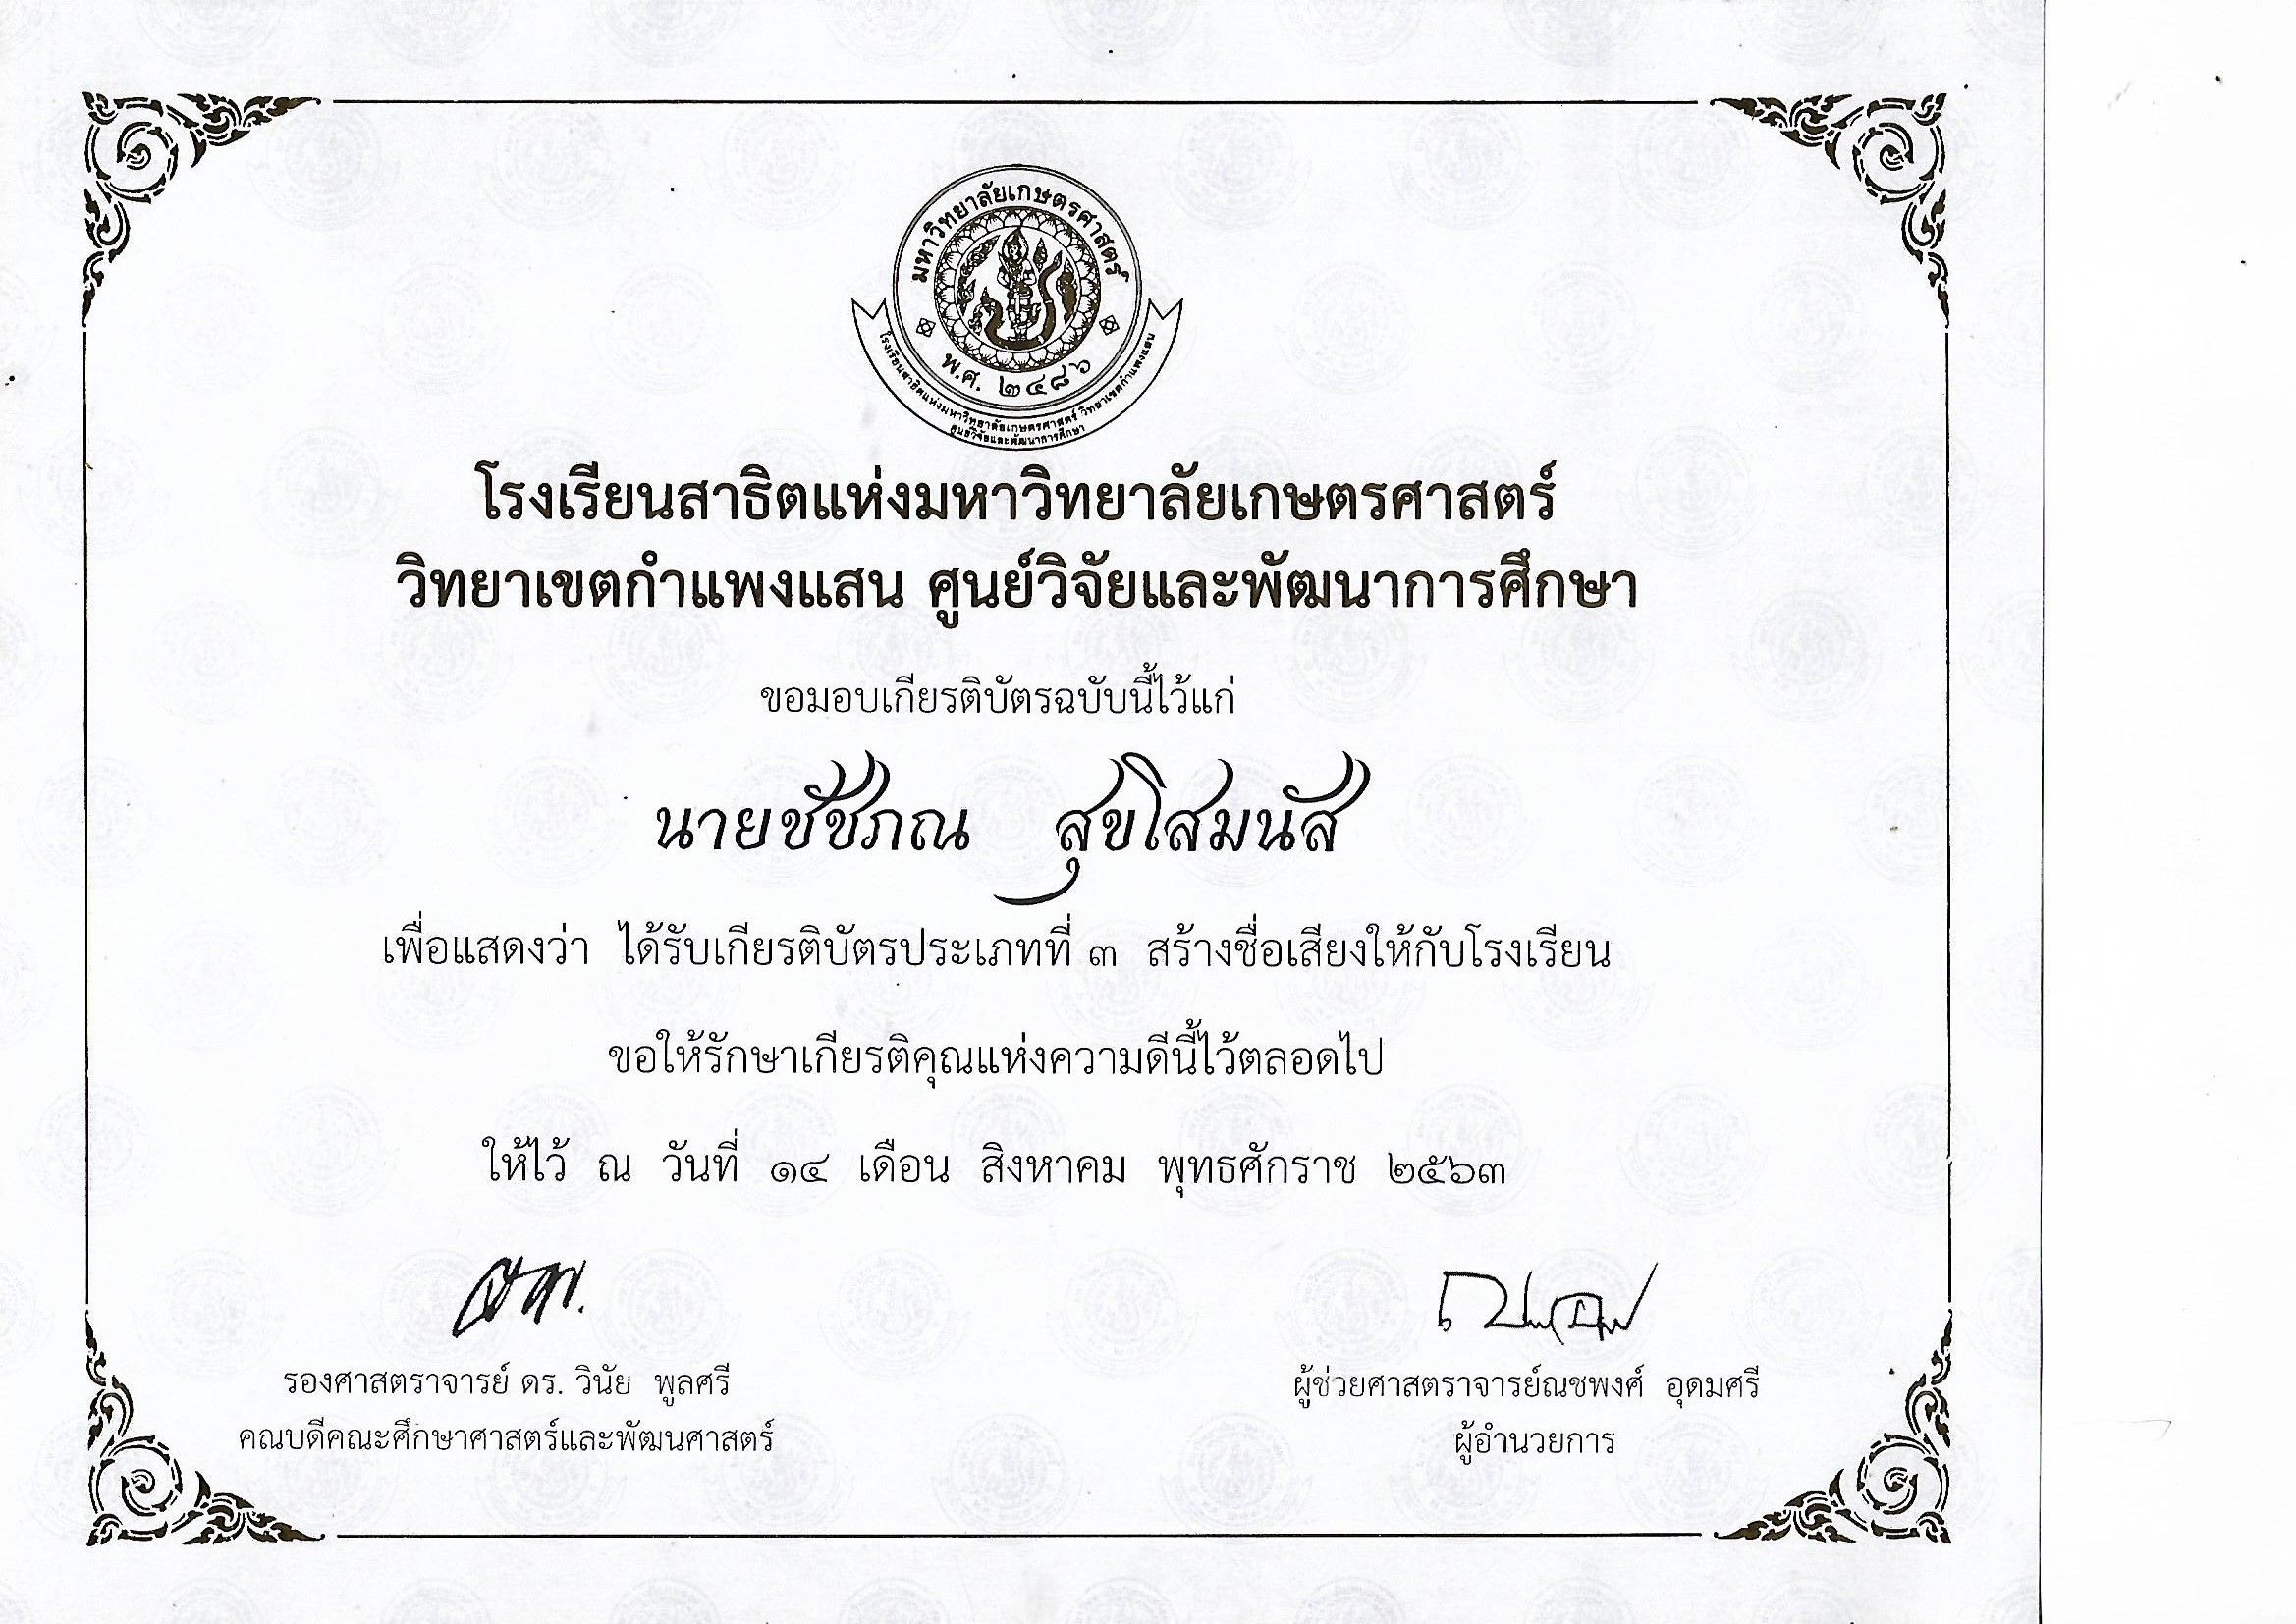 มหาวิทยาลัยเกษตรศาสตร์
พ.ศ. ๒๔๘๖
โรงเรียนสาธิตแห่งมหาวิทยาลัยเกษตรศาสตร์ วิทยาเขตกำแพงแสน
ศูนย์วิจัยและพัฒนาการศึกษา
โรงเรียนสาธิตแห่งมหาวิทยาลัยเกษตรศาสตร์
วิทยาเขตกำแพงแสน ศูนย์วิจัยและพัฒนาการศึกษา
ขอมอบเกียรติบัตรฉบับนี้ไว้แก่
นายชัชภณ สุขโสมนัส
เพื่อแสดงว่า ได้รับเกียรติบัตรประเภทที่ ๓ สร้างชื่อเสียงให้กับโรงเรียน
ขอให้รักษาเกียรติคุณแห่งความดีนี้ไว้ตลอดไป
ให้ไว้ ณ วันที่ ๑๔ เดือน สิงหาคม พุทธศักราช ๒๕๖๓
รองศาสตราจารย์ ดร. วินัย พูลศรี
คณบดีคณะศึกษาศาสตร์และพัฒนศาสตร์
ผู้ช่วยศาสตราจารย์ณชพงศ์ อุดมศรี
ผู้อำนวยการ